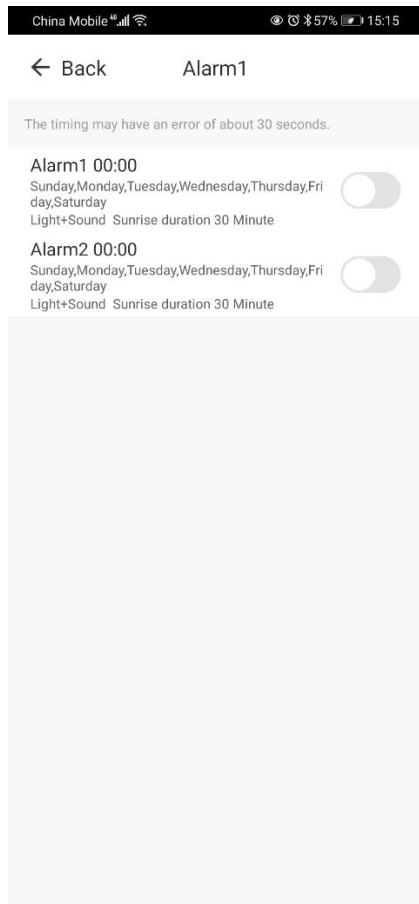 China Mobile 46 57% 15:15
← Back Alarm1
The timing may have an error of about 30 seconds.
Alarm1 00:00
Sunday,Monday,Tuesday,Wednesday,Thursday,Fri
day,Saturday
Light+Sound Sunrise duration 30 Minute
Alarm2 00:00
Sunday,Monday,Tuesday,Wednesday,Thursday,Fri
day,Saturday
Light+Sound Sunrise duration 30 Minute